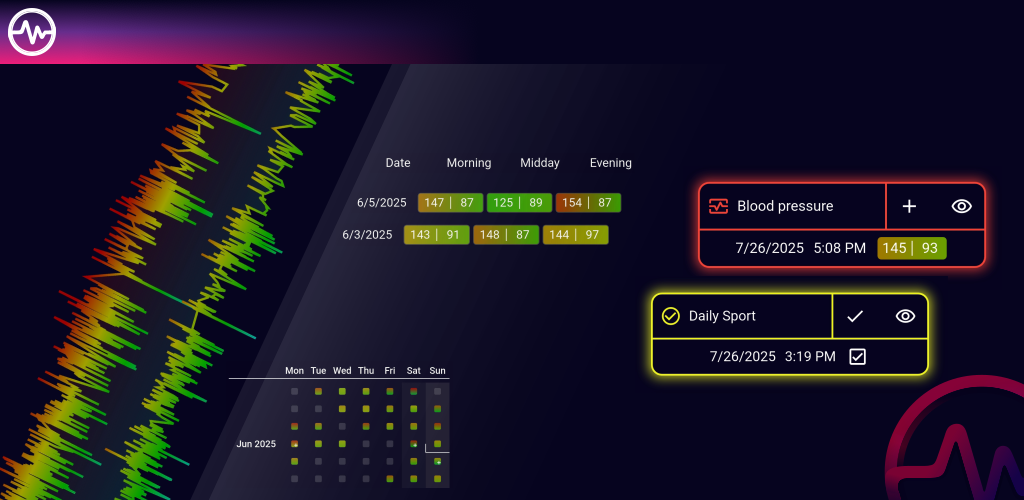 Date Morning Midday Evening
6/5/2025 147 | 87 125 | 89 154 | 87
6/3/2025 143 | 91 148 | 87 144 | 97
Blood pressure
7/26/2025 5:08 PM 145 | 93
Daily Sport
7/26/2025 3:19 PM
Mon Tue Wed Thu Fri Sat Sun
Jun 2025